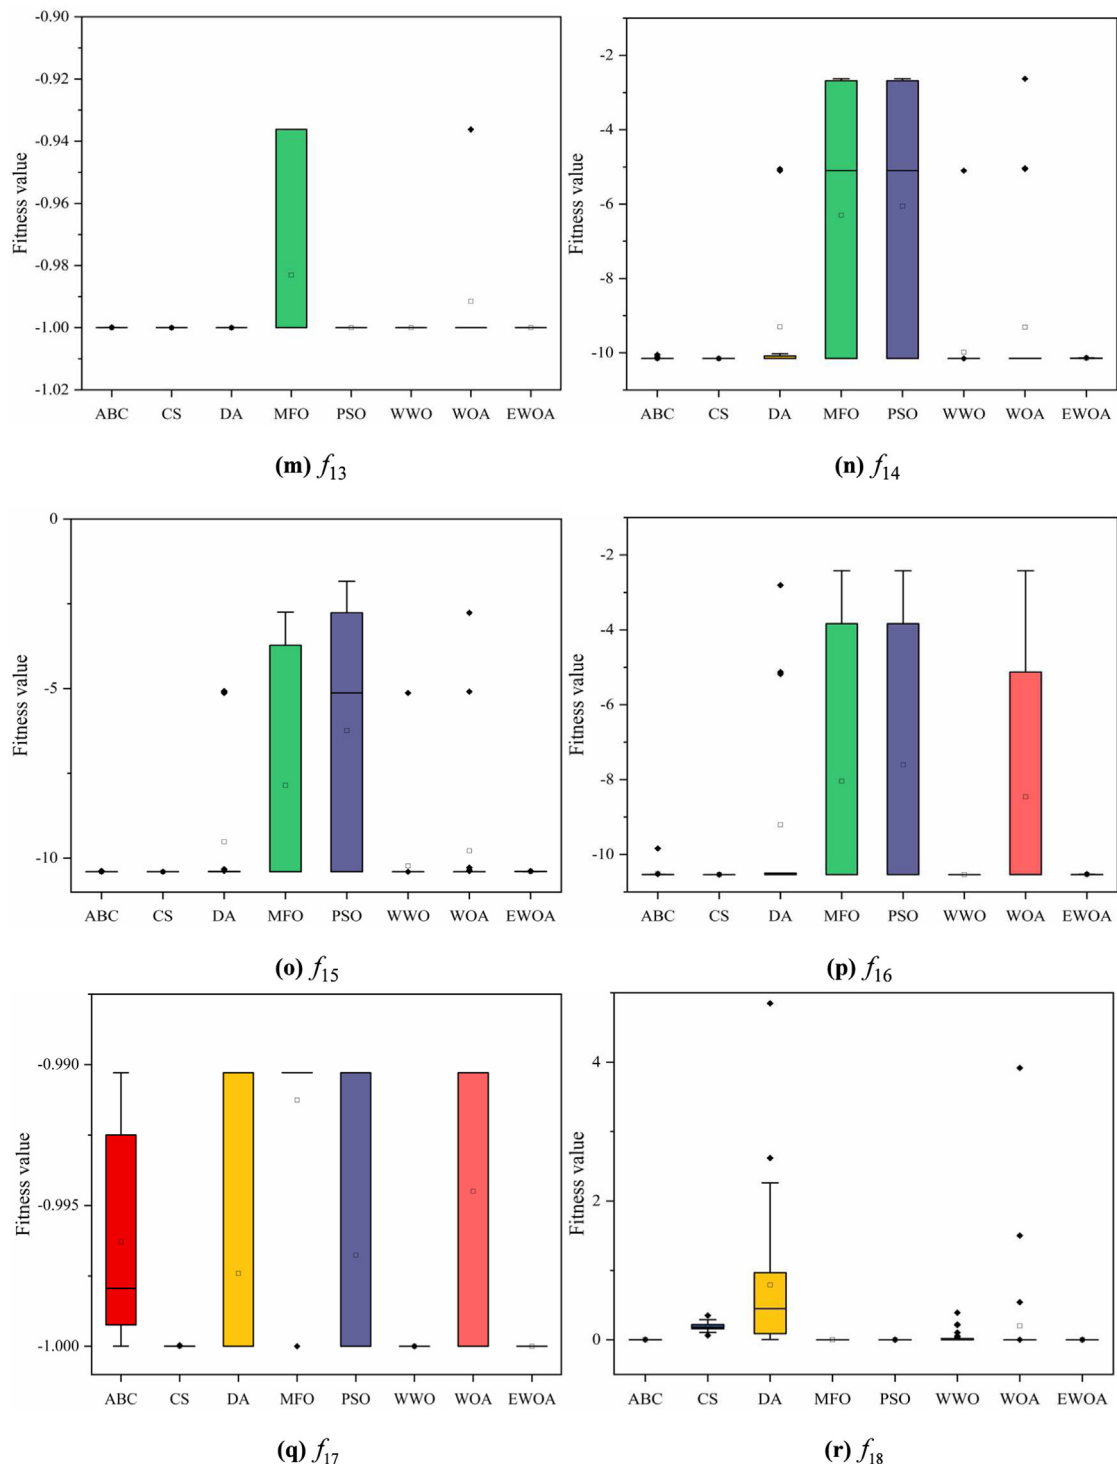 -0.90
-0.92
-0.94
-0.96
-0.98
-1.00
-1.02
Fitness value
ABC CS DA MFO PSO WWO WOA EWOA
(m) f13
-2
-4
-6
-8
-10
Fitness value
ABC CS DA MFO PSO WWO WOA EWOA
(n) f14
0
-5
-10
Fitness value
ABC CS DA MFO PSO WWO WOA EWOA
(o) f15
-2
-4
-6
-8
-10
Fitness value
ABC CS DA MFO PSO WWO WOA EWOA
(p) f16
-0.990
-0.995
-1.000
Fitness value
ABC CS DA MFO PSO WWO WOA EWOA
(q) f17
4
2
0
Fitness value
ABC CS DA MFO PSO WWO WOA EWOA
(r) f18